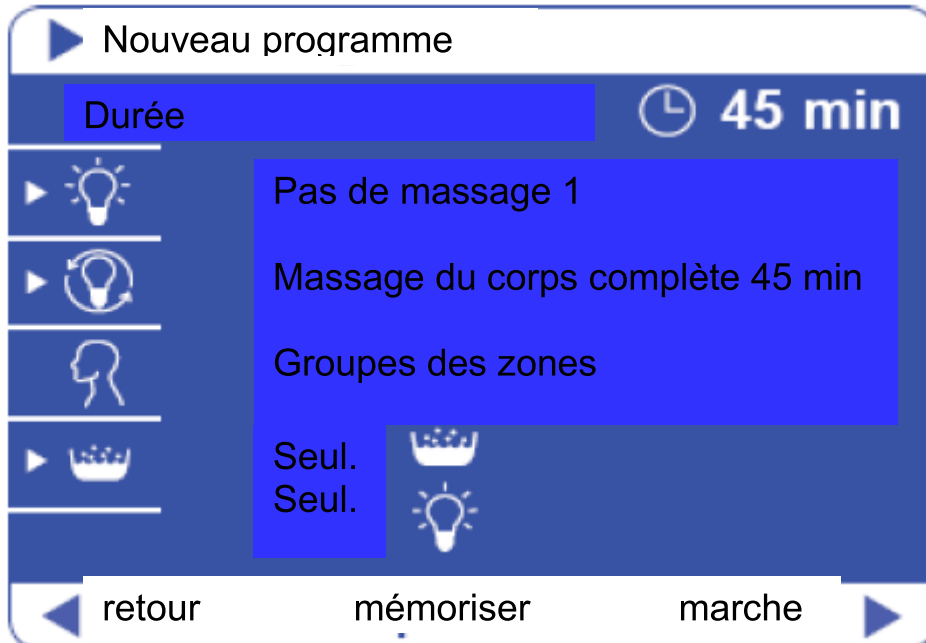 Nouveau programme
Durée 45 min
Pas de massage 1
Massage du corps complète 45 min
Groupes des zones
Seul.
Seul.
retour mémoriser marche